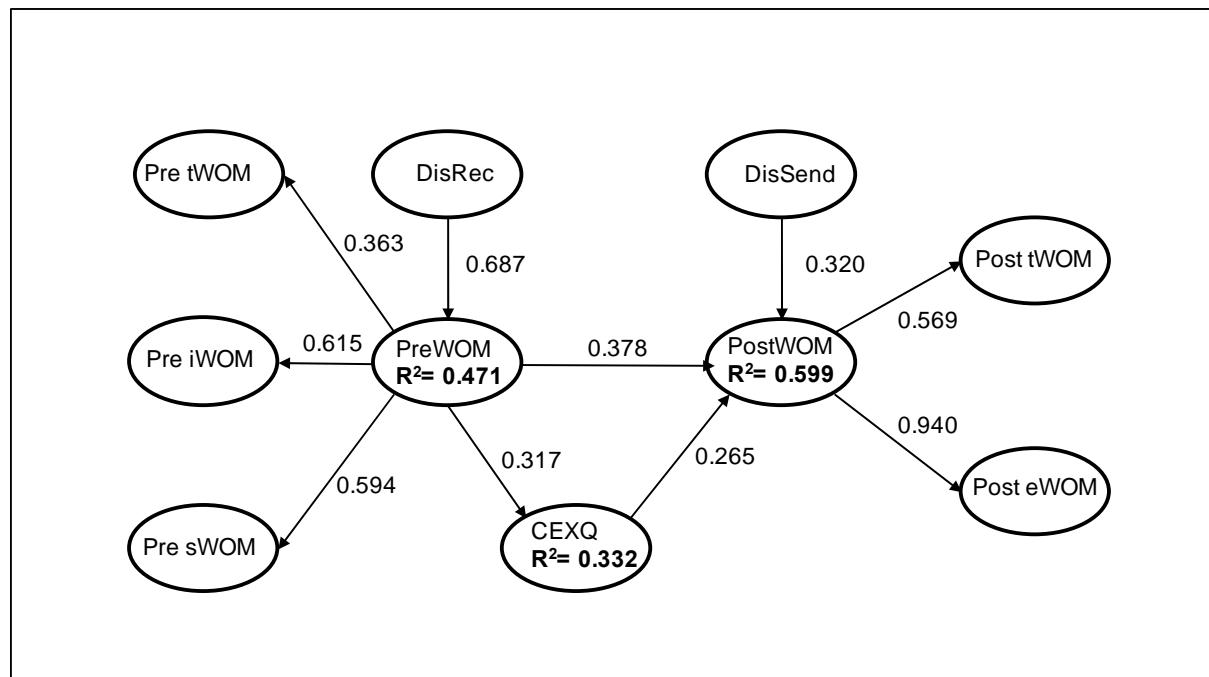 Pre tWOM
DisRec
DisSend
0.363
0.687
0.320
Post tWOM
0.569
Pre iWOM
0.615
PreWOM
R²= 0.471
0.378
PostWOM
R²= 0.599
0.940
0.594
0.317
0.265
Post eWOM
Pre sWOM
CEXQ
R²= 0.332